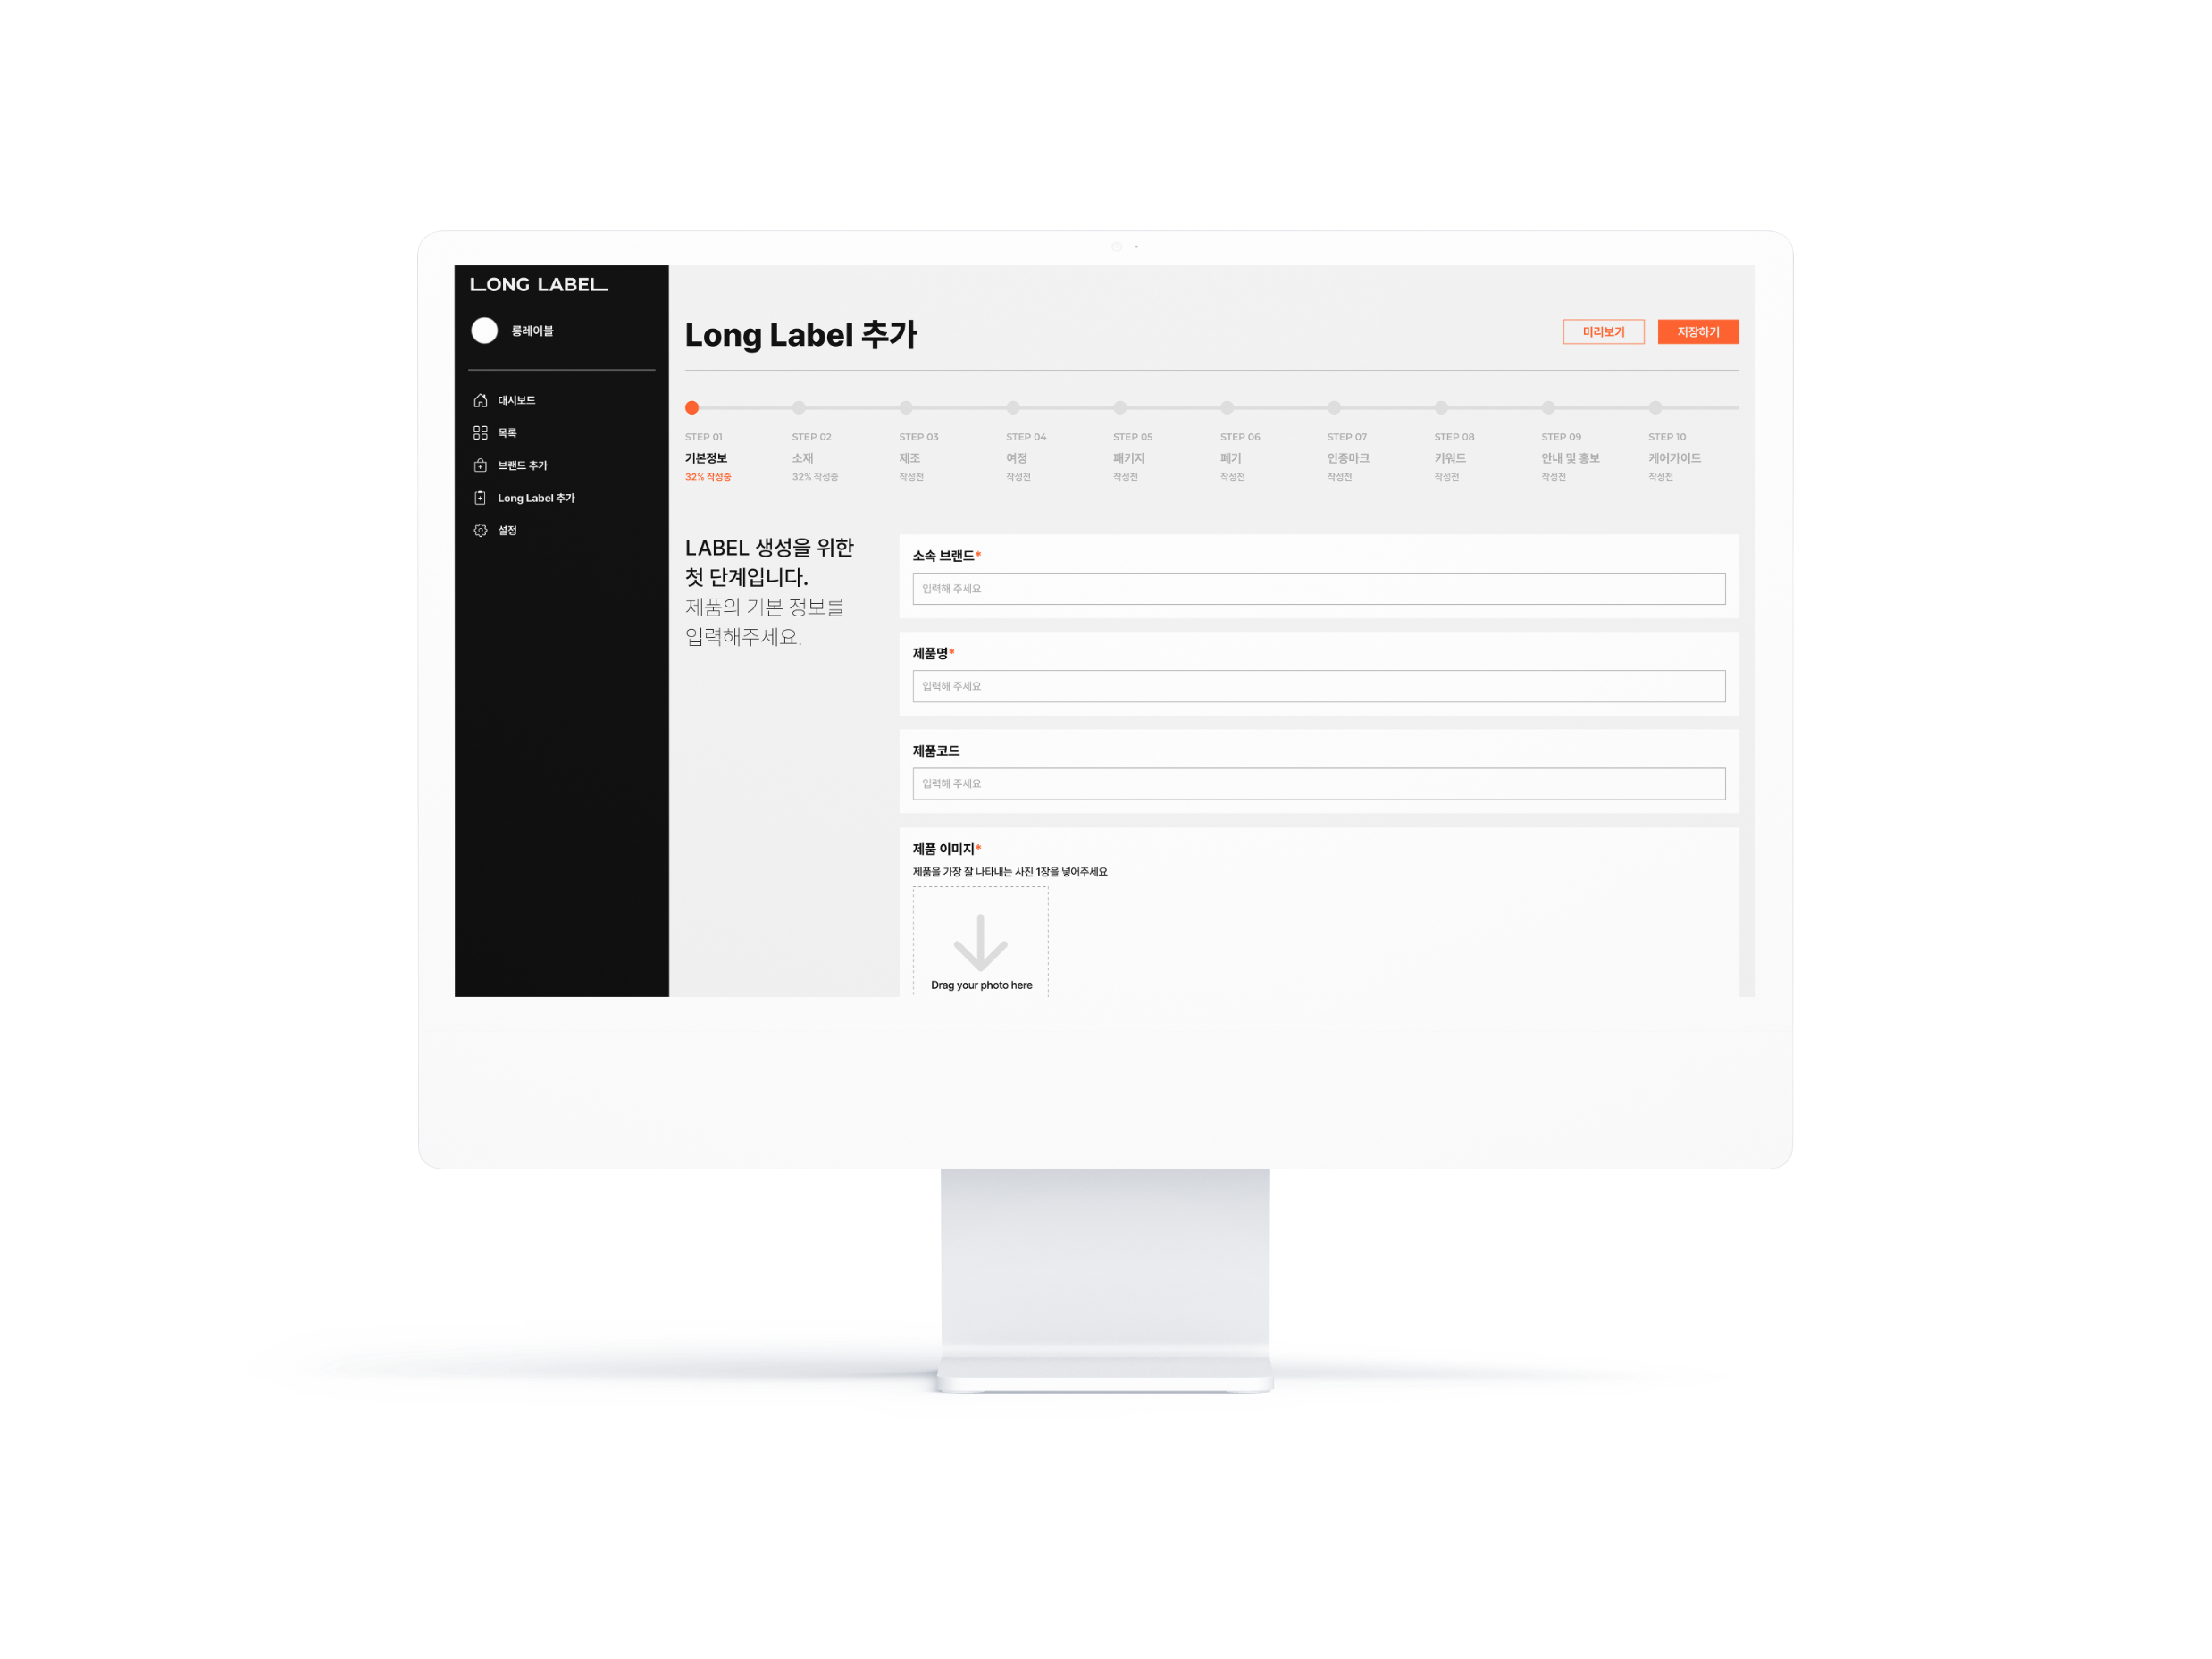 LONG LABEL
롱레이블
대시보드
목록
브랜드 추가
Long Label 추가
설정
Long Label 추가
미리보기
저장하기
STEP 01
기본정보
32% 작성중
STEP 02
소재
32% 작성중
STEP 03
제조
작성전
STEP 04
여정
작성전
STEP 05
패키지
작성전
STEP 06
폐기
작성전
STEP 07
인증마크
작성전
STEP 08
키워드
작성전
STEP 09
안내 및 홍보
작성전
STEP 10
케어가이드
작성전
LABEL 생성을 위한
첫 단계입니다.
제품의 기본 정보를
입력해주세요.
소속 브랜드*
입력해 주세요
제품명*
입력해 주세요
제품코드
입력해 주세요
제품 이미지*
제품을 가장 잘 나타내는 사진 1장을 넣어주세요
Drag your photo here